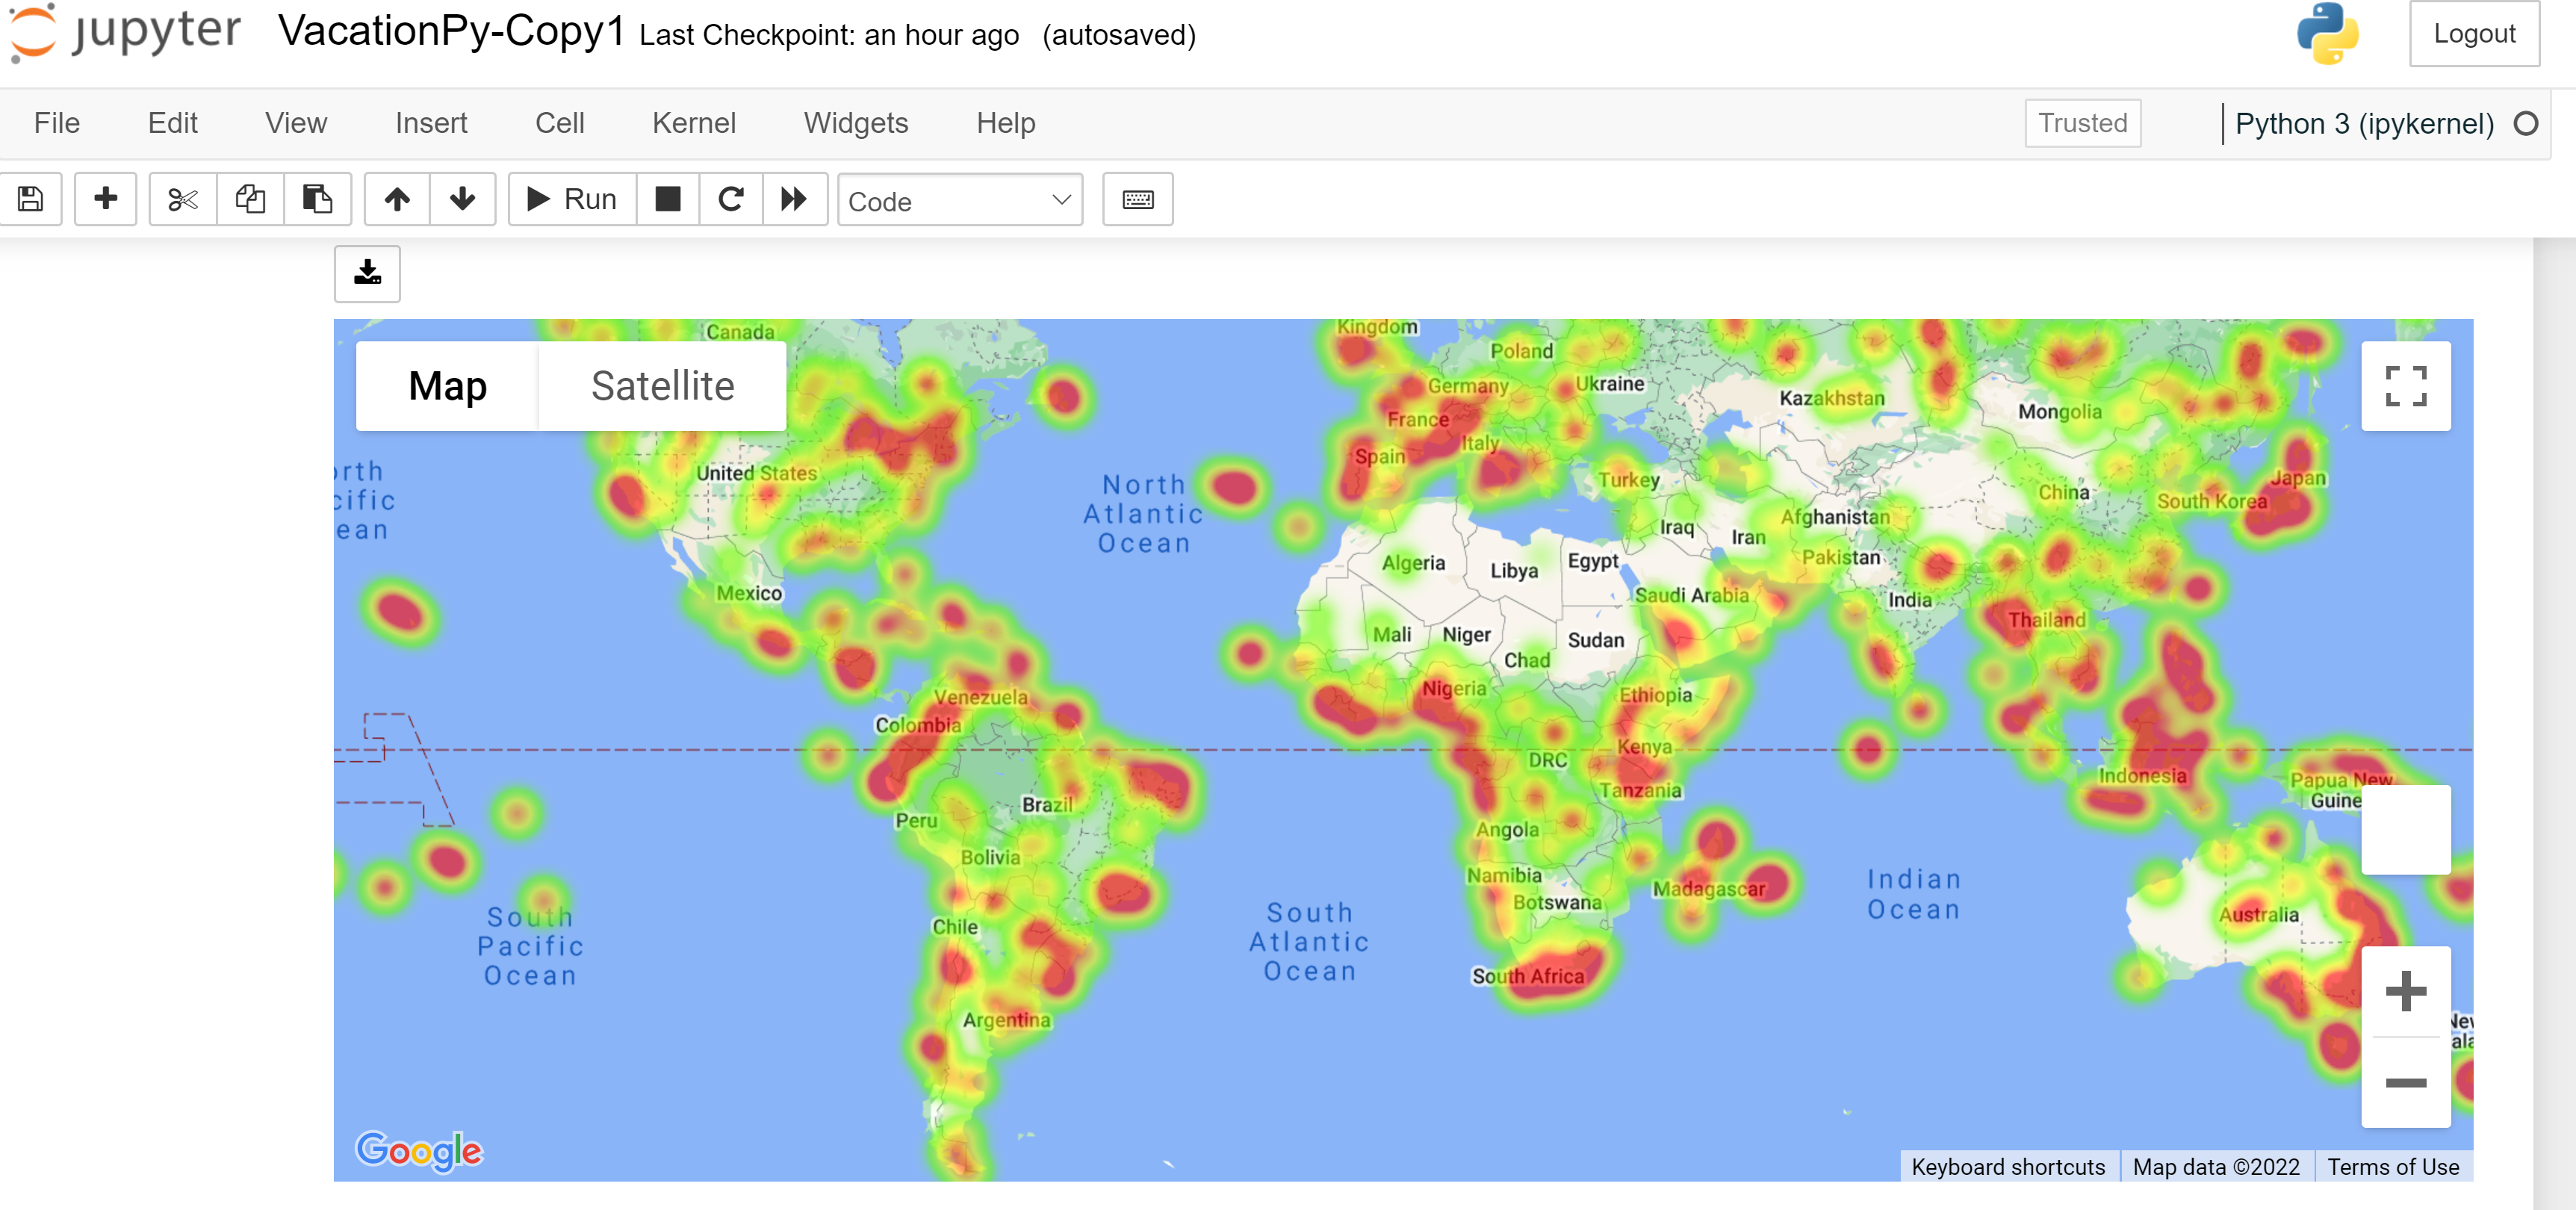 jupyter VacationPy-Copy1 Last Checkpoint: an hour ago (autosaved)
Logout
File Edit View Insert Cell Kernel Widgets Help
Trusted
Python 3 (ipykernel)
Run
Code
Map Satellite
Canada
Kingdom
Poland
Germany
Ukraine
France
Kazakhstan
Mongolia
Italy
Spain
United States
Turkey
Japan
China
South Korea
North
Atlantic
Ocean
Iraq
Iran
Afghanistan
Pakistan
Algeria
Libya
Egypt
Mexico
Saudi Arabia
India
Mali
Niger
Sudan
Thailand
Chad
Nigeria
Ethiopia
Venezuela
Colombia
Kenya
DRC
Indonesia
Papua New
Guine
Tanzania
Brazil
Peru
Angola
Bolivia
Namibia
Madagascar
Botswana
Indian
Ocean
Australia
South
Pacific
Ocean
Chile
South
Atlantic
Ocean
South Africa
Argentina
Google
Keyboard shortcuts
Map data ©2022
Terms of Use